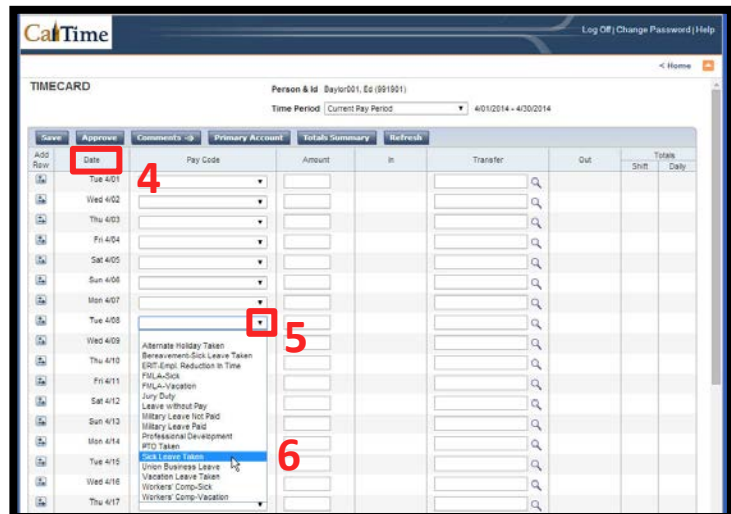 CalTime
Log Off | Change Password | Help
< Home
TIMECARD
Person & Id Baylor001, Ed (991901)
Time Period Current Pay Period 4/01/2014 - 4/30/2014
Save Approve Comments Primary Account Totals Summary Refresh
Add Row Date Pay Code Amount In Transfer Out Totals Shift Daily
4
Tue 4/01
Wed 4/02
Thu 4/03
Fri 4/04
Sat 4/05
Sun 4/06
Mon 4/07
Tue 4/08
5
Wed 4/09
Alternate Holiday Taken
Bereavement-Sick Leave Taken
Thu 4/10
ERIT-Empl. Reduction In Time
FMLA-Sick
Fri 4/11
FMLA-Vacation
Jury Duty
Sat 4/12
Leave without Pay
Military Leave Not Paid
Sun 4/13
Military Leave Paid
Professional Development
Mon 4/14
PTO Taken
Sick Leave Taken
6
Tue 4/15
Union Business Leave
Vacation Leave Taken
Wed 4/16
Workers' Comp-Sick
Workers' Comp-Vacation
Thu 4/17